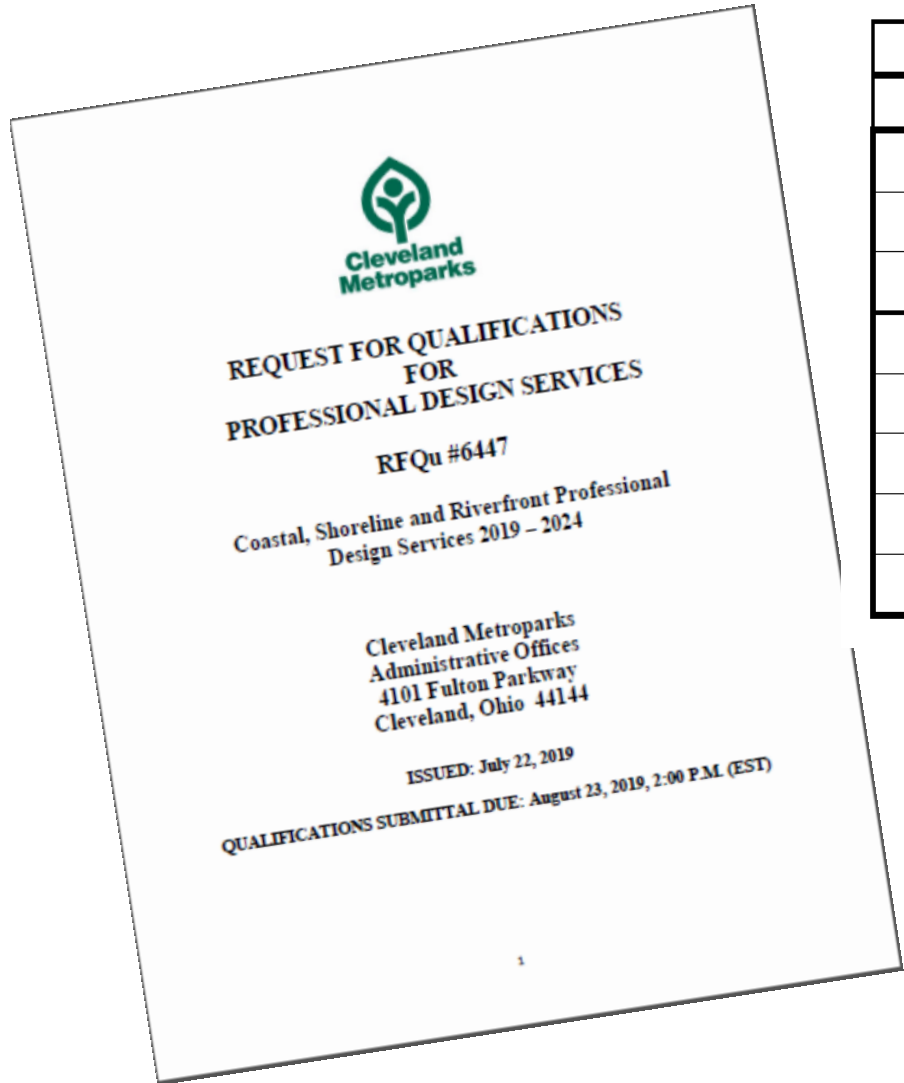 Cleveland
Metroparks
REQUEST FOR QUALIFICATIONS
FOR
PROFESSIONAL DESIGN SERVICES
RFQu #6447
Coastal, Shoreline and Riverfront Professional
Design Services 2019 – 2024
Cleveland Metroparks
Administrative Offices
4101 Fulton Parkway
Cleveland, Ohio 44144
ISSUED: July 22, 2019
QUALIFICATIONS SUBMITTAL DUE: August 23, 2019, 2:00 P.M. (EST)
1